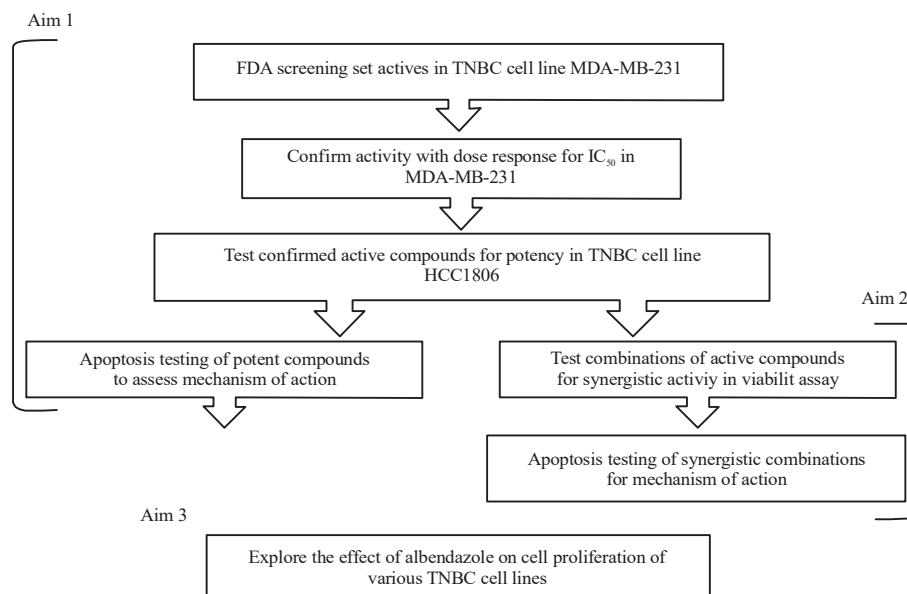 Aim 1
FDA screening set actives in TNBC cell line MDA-MB-231
Confirm activity with dose response for IC₅₀ in
MDA-MB-231
Test confirmed active compounds for potency in TNBC cell line
HCC1806
Aim 2
Apoptosis testing of potent compounds
to assess mechanism of action
Test combinations of active compounds
for synergistic activiy in viabilit assay
Apoptosis testing of synergistic combinations
for mechanism of action
Aim 3
Explore the effect of albendazole on cell proliferation of
various TNBC cell lines